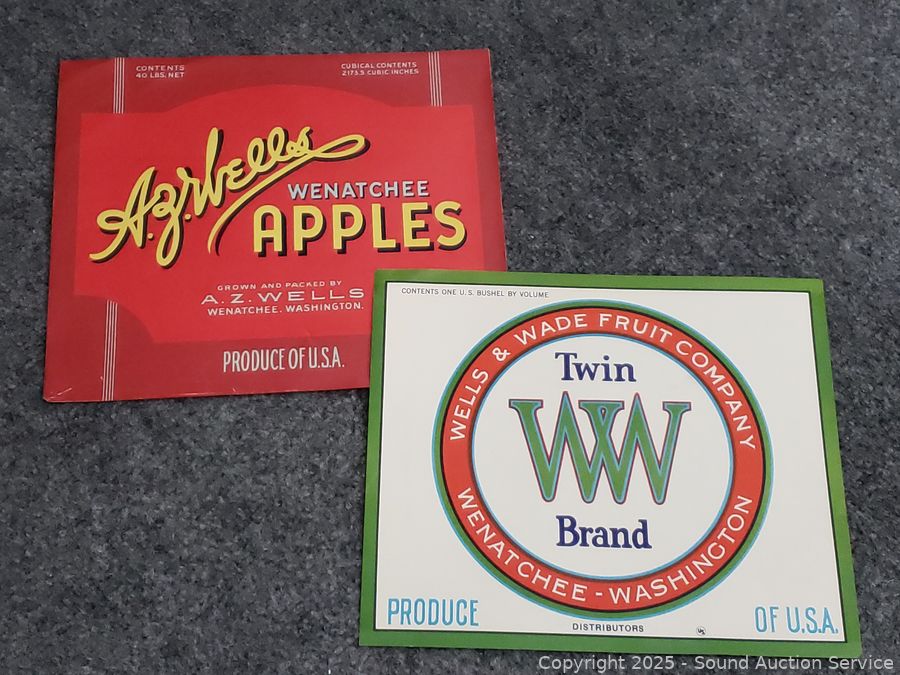 CONTENTS
40 LBS. NET
CUBICAL CONTENTS
2173.5 CUBIC INCHES
A.Z. Wells
WENATCHEE
APPLES
GROWN AND PACKED BY
A. Z. WELLS
WENATCHEE, WASHINGTON.
PRODUCE OF U.S.A.
CONTENTS ONE U.S. BUSHEL BY VOLUME
WELLS & WADE FRUIT COMPANY
Twin
WW
Brand
WENATCHEE - WASHINGTON
PRODUCE
OF U.S.A.
DISTRIBUTORS
Copyright 2025 - Sound Auction Service